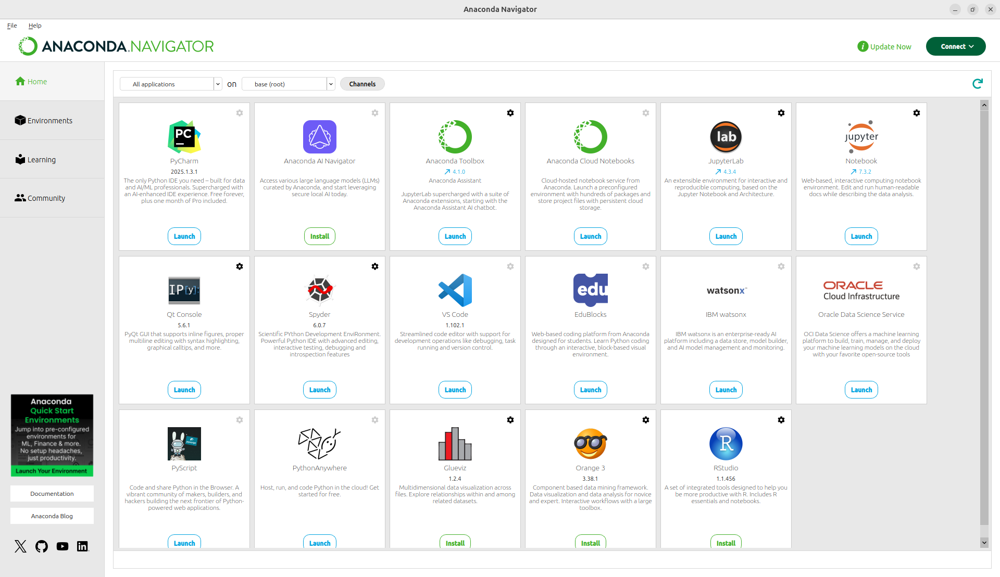 Anaconda Navigator
File Help
ANACONDA.NAVIGATOR
i Update Now
Connect
Home
Environments
Learning
Community
All applications on base (root) Channels
PC
PyCharm
2025.1.3.1
The only Python IDE you need – built for data
and AI/ML professionals. Supercharged with
an AI-enhanced IDE experience. Free forever,
plus one month of Pro included.
Launch
Anaconda AI Navigator
Access various large language models (LLMs)
curated by Anaconda, and start leveraging
secure local AI today.
Install
Anaconda Toolbox
4.1.0
Anaconda Assistant
JupyterLab supercharged with a suite of
Anaconda extensions, starting with the
Anaconda Assistant AI chatbot.
Launch
Anaconda Cloud Notebooks
Cloud-hosted notebook service from
Anaconda. Launch a preconfigured
environment with hundreds of packages and
store project files with persistent cloud
storage.
Launch
lab
JupyterLab
4.3.4
An extensible environment for interactive and
reproducible computing, based on the
Jupyter Notebook and Architecture.
Launch
jupyter
Notebook
7.3.2
Web-based, interactive computing notebook
environment. Edit and run human-readable
docs while describing the data analysis.
Launch
IP[y]:
Qt Console
5.6.1
PyQt GUI that supports inline figures, proper
multiline editing with syntax highlighting,
graphical calltips, and more.
Launch
Spyder
6.0.7
Scientific PYthon Development EnviRonment.
Powerful Python IDE with advanced editing,
interactive testing, debugging and
introspection features
Launch
VS Code
1.102.1
Streamlined code editor with support for
development operations like debugging, task
running and version control.
Launch
edu
EduBlocks
Web-based coding platform from Anaconda
designed for students. Learn Python coding
through an interactive, block-based visual
environment.
Launch
watsonx
IBM watsonx
IBM watsonx is an enterprise-ready AI
platform including a data store, model builder,
and AI model management and monitoring.
Launch
ORACLE
Cloud Infrastructure
Oracle Data Science Service
OCI Data Science offers a machine learning
platform to build, train, manage, and deploy
your machine learning models on the cloud
with your favorite open-source tools
Launch
PyScript
Code and share Python in the Browser. A
vibrant community of makers, builders, and
hackers building the next frontier of Python-
powered web applications.
Launch
PythonAnywhere
Host, run, and code Python in the cloud! Get
started for free.
Launch
Glueviz
1.2.4
Multidimensional data visualization across
files. Explore relationships within and among
related datasets.
Install
Orange 3
3.38.1
Component based data mining framework.
Data visualization and data analysis for novice
and expert. Interactive workflows with a large
toolbox.
Install
R
RStudio
1.1.456
A set of integrated tools designed to help you
be more productive with R. Includes R
essentials and notebooks.
Install
Anaconda
Quick Start
Environments
Jump into pre-configured
environments for
ML, Finance & more.
No setup headaches,
just productivity.
Launch Your Environment
Documentation
Anaconda Blog